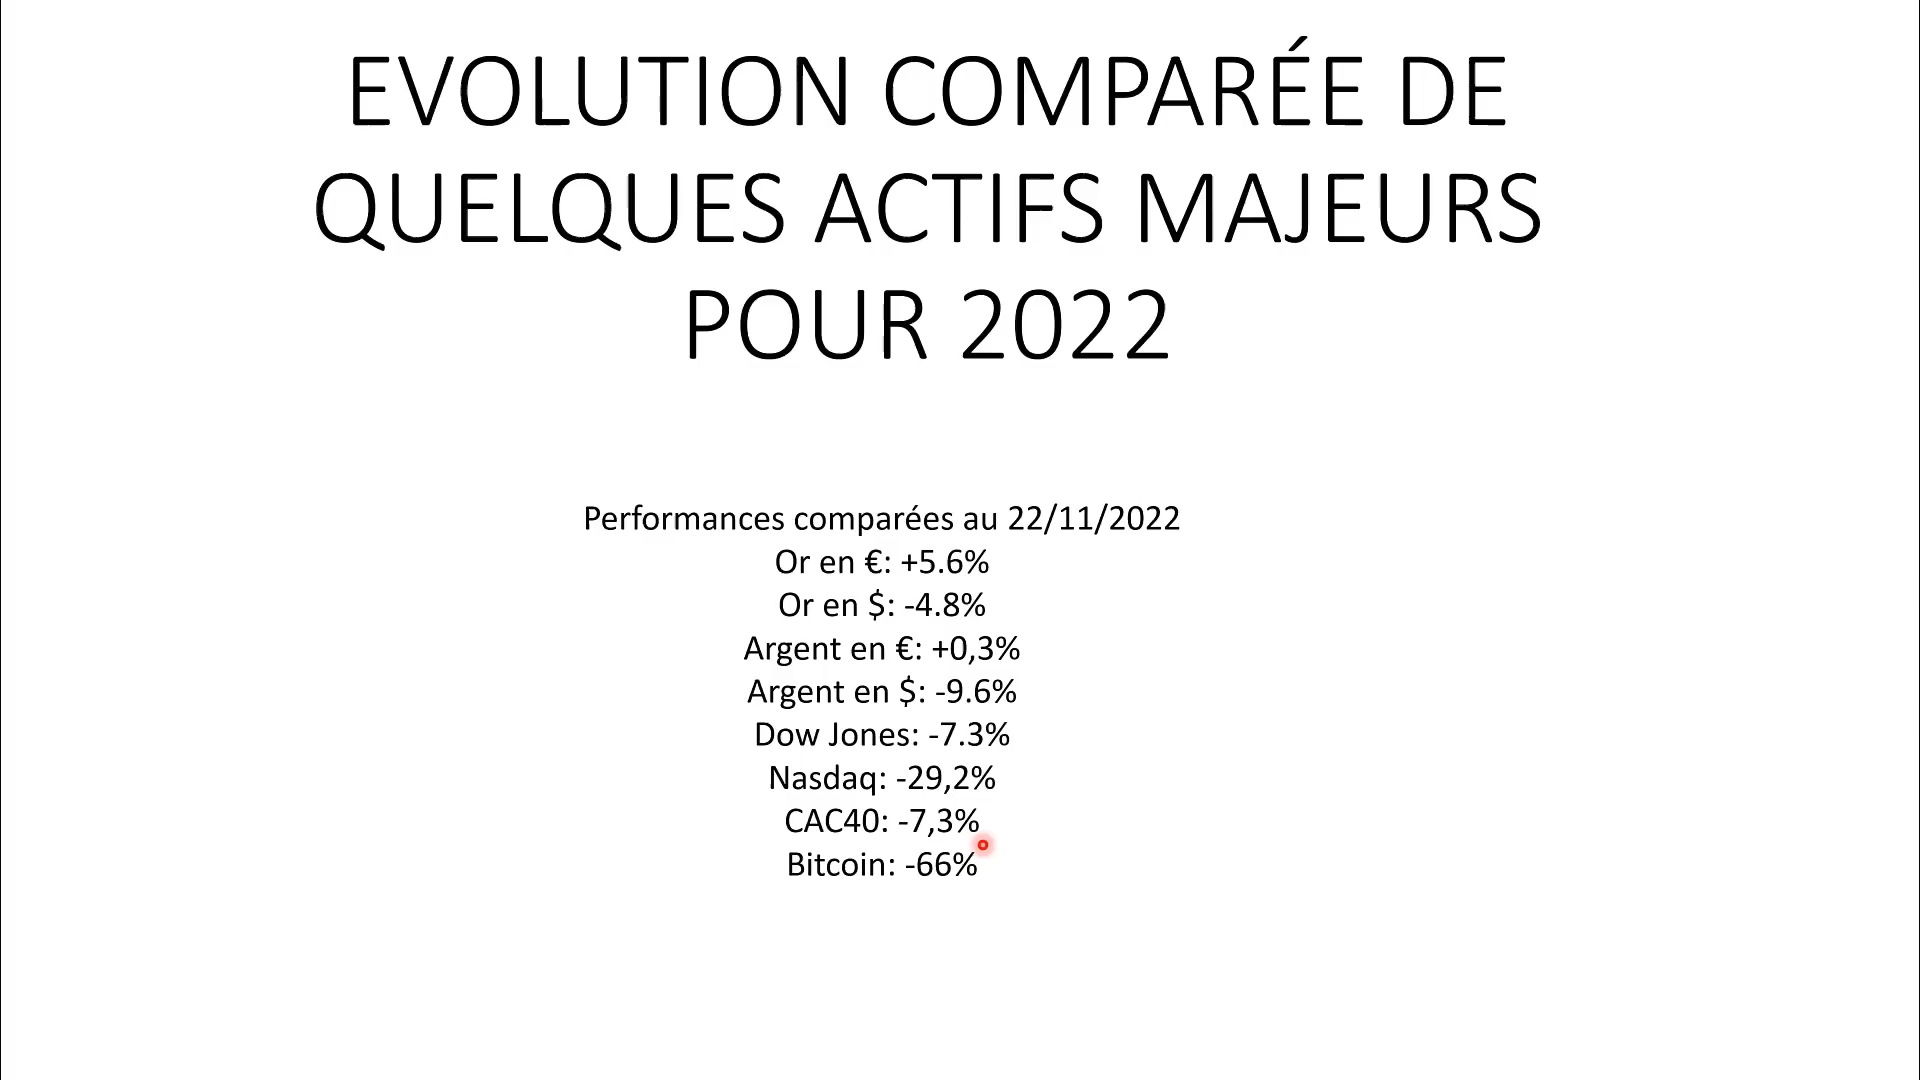 EVOLUTION COMPARÉE DE
QUELQUES ACTIFS MAJEURS
POUR 2022
Performances comparées au 22/11/2022
Or en €: +5.6%
Or en $: -4.8%
Argent en €: +0,3%
Argent en $: -9.6%
Dow Jones: -7.3%
Nasdaq: -29,2%
CAC40: -7,3%
Bitcoin: -66%